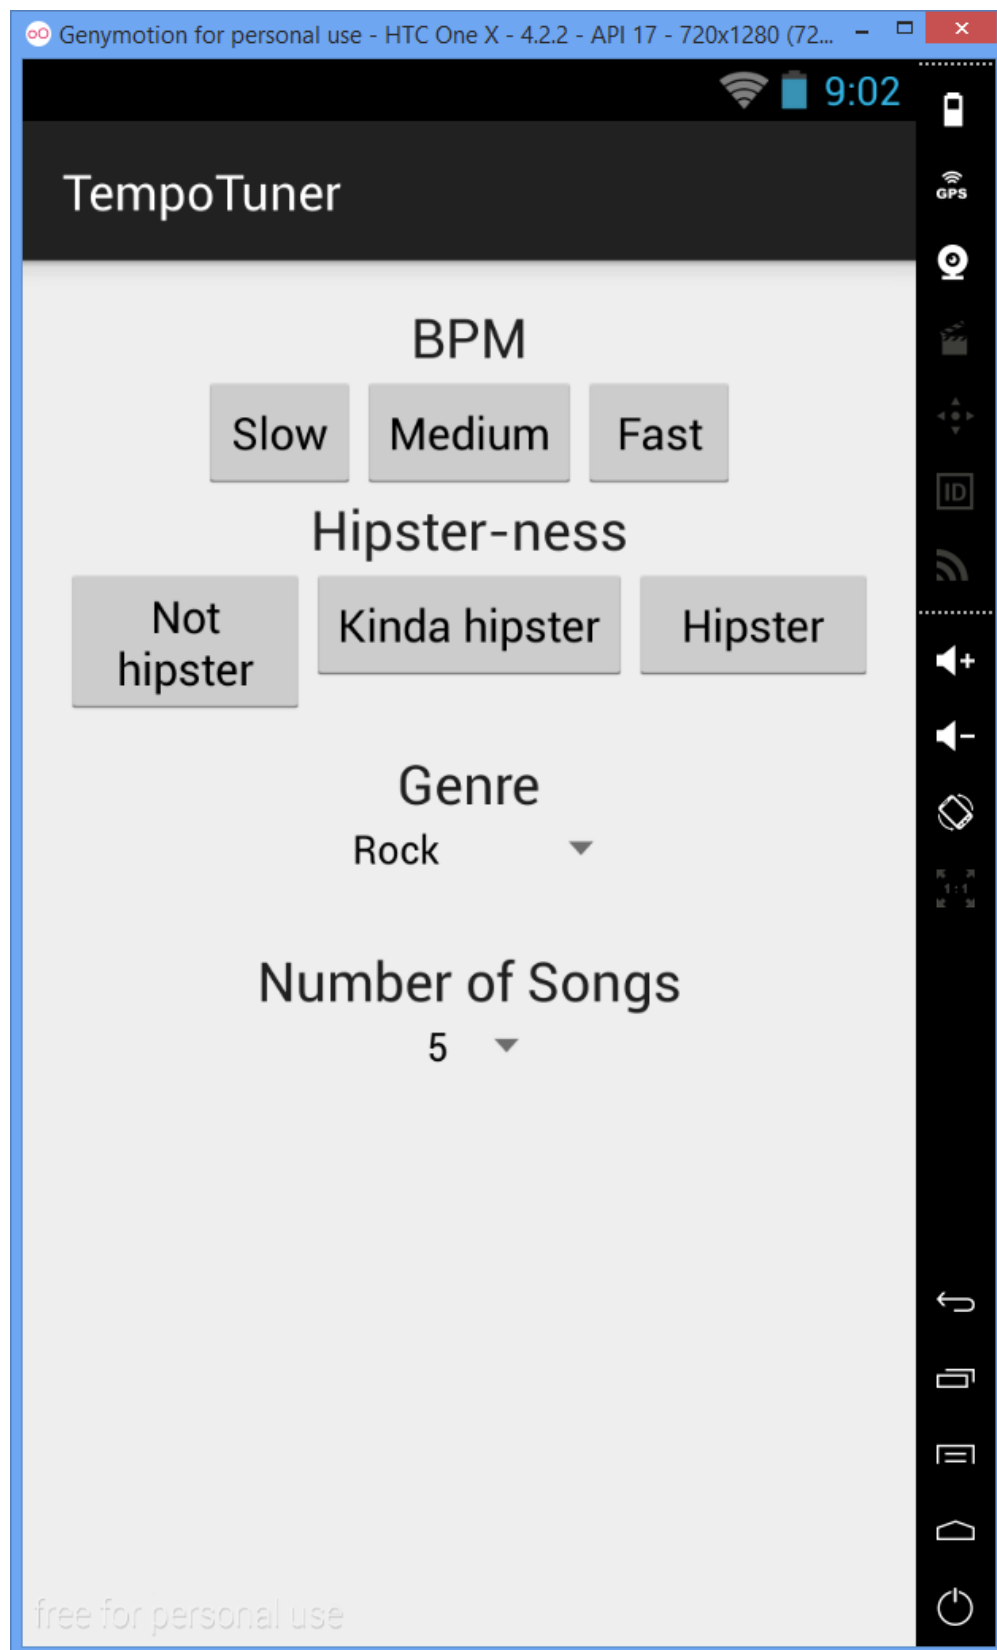 Genymotion for personal use - HTC One X - 4.2.2 - API 17 - 720x1280 (72...
9:02
GPS
TempoTuner
BPM
Slow Medium Fast
ID
Hipster-ness
Not
hipster
Kinda hipster
Hipster
Genre
Rock
1:1
Number of Songs
5
free for personal use